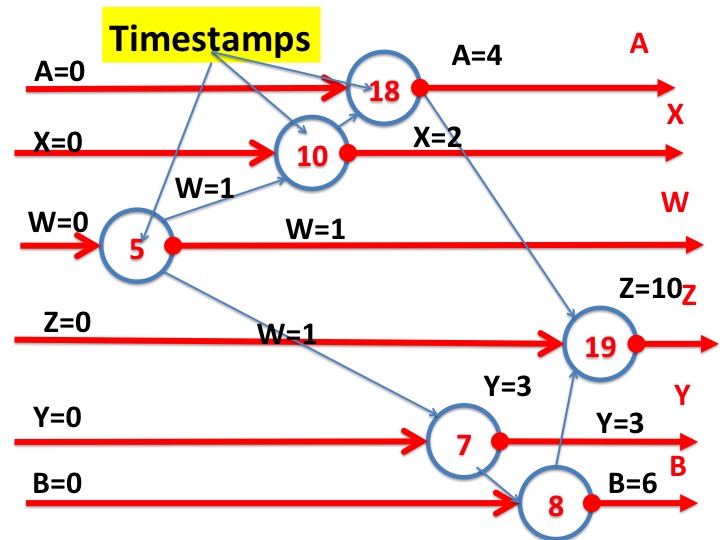 Timestamps
A=0
18
A=4
A
X=0
10
X=2
X
W=1
W=0
5
W=1
W
Z=0
W=1
19
Z=10
Z
Y=0
7
Y=3
Y=3
Y
B=0
8
B=6
B